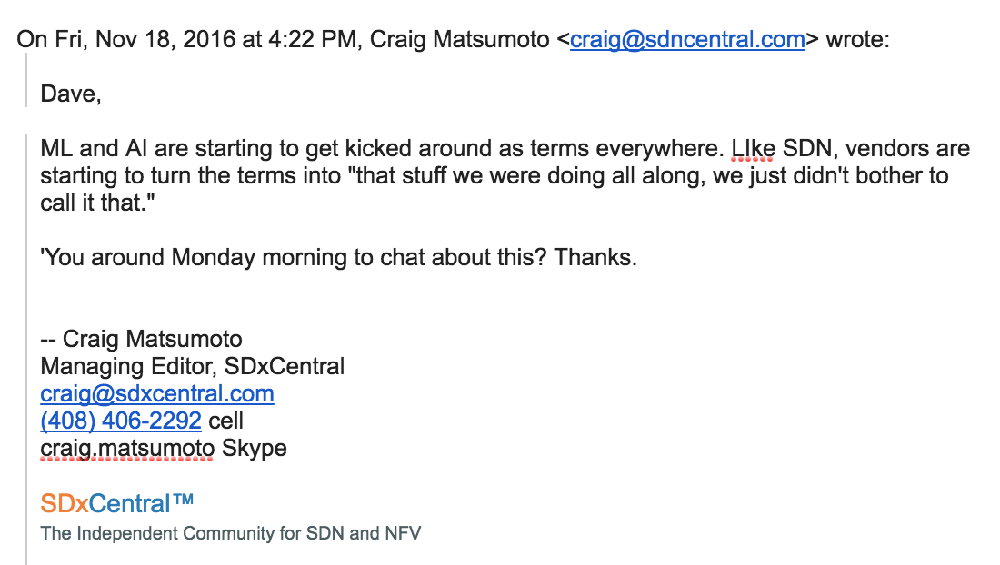 On Fri, Nov 18, 2016 at 4:22 PM, Craig Matsumoto <craig@sdncentral.com> wrote:
Dave,
ML and AI are starting to get kicked around as terms everywhere. LIke SDN, vendors are
starting to turn the terms into "that stuff we were doing all along, we just didn't bother to
call it that."
'You around Monday morning to chat about this? Thanks.
-- Craig Matsumoto
Managing Editor, SDxCentral
craig@sdxcentral.com
(408) 406-2292 cell
craig.matsumoto Skype
SDxCentral™
The Independent Community for SDN and NFV